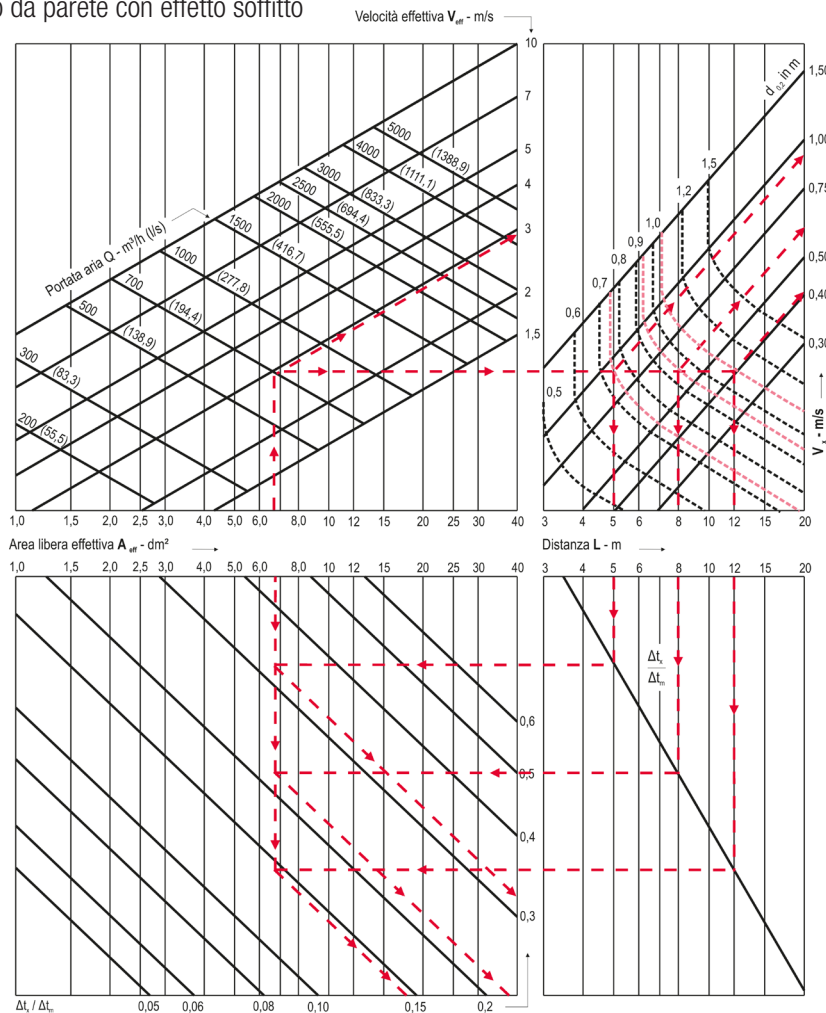 o da parete con effetto soffitto
Velocità effettiva V eff - m/s
10
7
5
4
3
2
1,5
Portata aria Q - m³/h (l/s)
5000 (1388,9)
4000 (1111,1)
3000 (833,3)
2500 (694,4)
2000 (555,5)
1500 (416,7)
1000 (277,8)
700 (194,4)
500 (138,9)
300 (83,3)
200 (55,5)
1,0 1,5 2,0 2,5 3,0 4,0 5,0 6,0 8,0 10 12 15 20 25 30 40
Area libera effettiva A eff - dm²
d 0,2 in m
1,5
1,2
1,0
0,9
0,8
0,7
0,6
0,5
1,50
1,00
0,75
0,50
0,40
0,30
V x - m/s
3 4 5 6 8 10 12 15 20
Distanza L - m
1,0 1,5 2,0 2,5 3,0 4,0 5,0 6,0 8,0 10 12 15 20 25 30 40
0,6
0,5
0,4
0,3
Δtx / Δtm
0,05 0,06 0,08 0,10 0,15 0,2
3 4 5 6 8 10 12 15 20
Δtx
Δtm